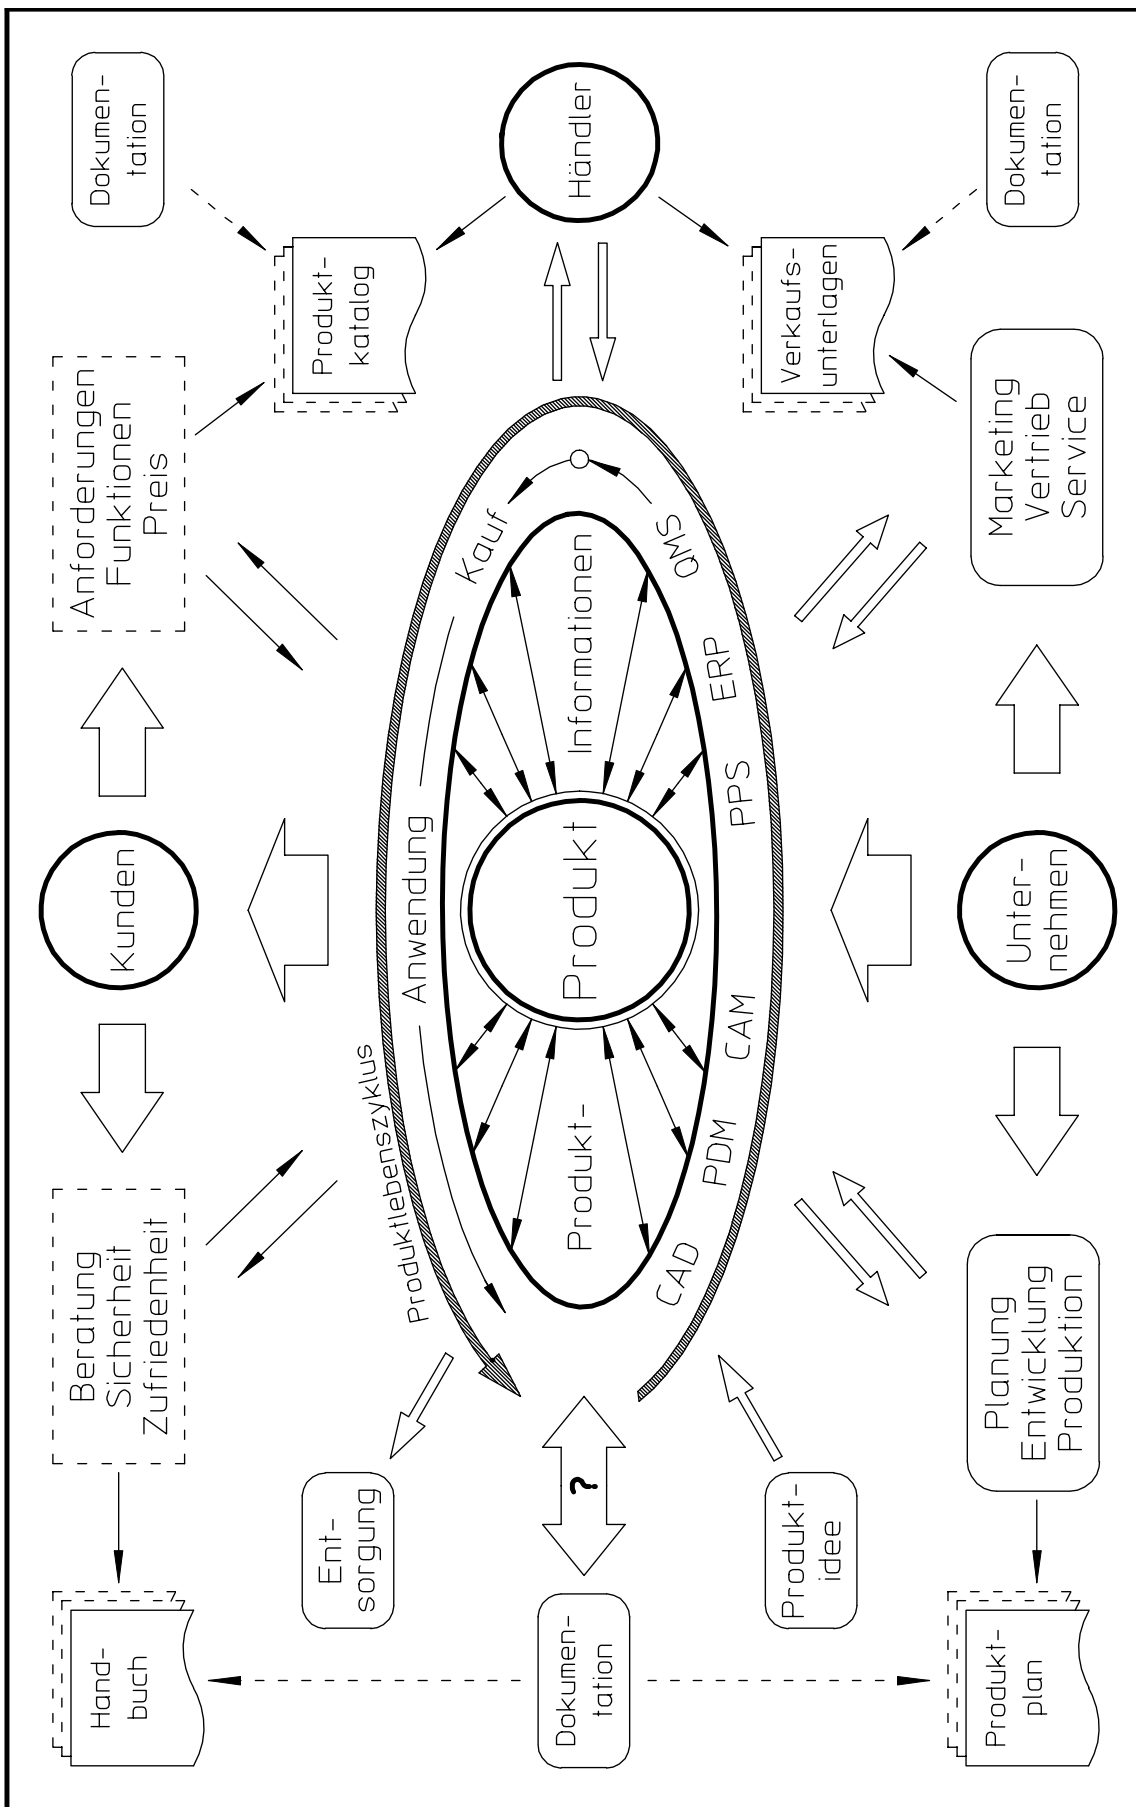 Hand-
buch
Beratung
Sicherheit
Zufriedenheit
Kunden
Anforderungen
Funktionen
Preis
Dokumen-
tation
Ent-
sorgung
Produktlebenszyklus
Produkt-
katalog
Anwendung
Kauf
Dokumen-
tation
?
Produkt-
Produkt
Informationen
Händler
CAD
PDM
CAM
PPS
ERP
QMS
Produkt-
idee
Verkaufs-
unterlagen
Produkt-
plan
Planung
Entwicklung
Produktion
Unter-
nehmen
Marketing
Vertrieb
Service
Dokumen-
tation